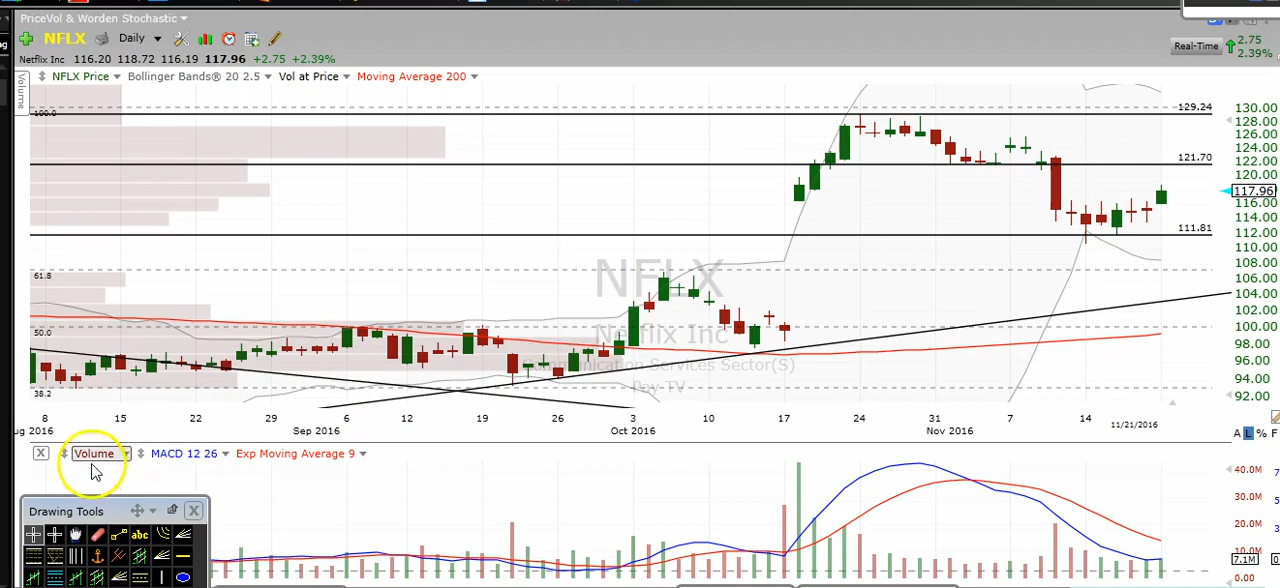 PriceVol & Worden Stochastic
NFLX Daily
Real-Time 2.75
2.39%
Netflix Inc 116.20 118.72 116.19 117.96 +2.75 +2.39%
Volume
NFLX Price Bollinger Bands® 20 2.5 Vol at Price Moving Average 200
100.0
129.24
121.70
111.81
61.8
50.0
38.2
NFLX
Netflix Inc
Communication Services Sector(S)
Pay-TV
130.00
128.00
126.00
124.00
122.00
120.00
117.96
116.00
114.00
112.00
110.00
108.00
106.00
104.00
102.00
100.00
98.00
96.00
94.00
92.00
8 15 22 29 6 12 19 26 3 10 17 24 31 7 14
ug 2016 Sep 2016 Oct 2016 Nov 2016 11/21/2016
A L % F
X Volume MACD 12 26 Exp Moving Average 9
40.0M
30.0M
20.0M
10.0M
7.1M
0.00
Drawing Tools X
abc